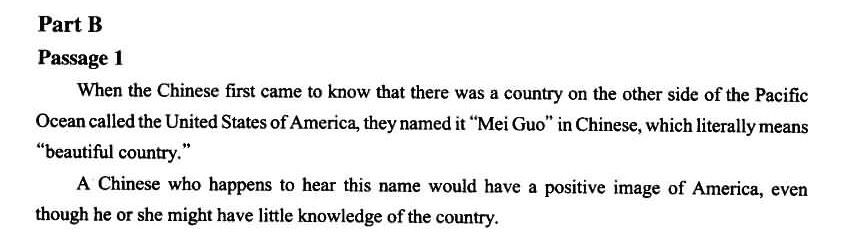 Part B
Passage 1
When the Chinese first came to know that there was a country on the other side of the Pacific
Ocean called the United States of America, they named it “Mei Guo” in Chinese, which literally means
“beautiful country.”
A Chinese who happens to hear this name would have a positive image of America, even
though he or she might have little knowledge of the country.